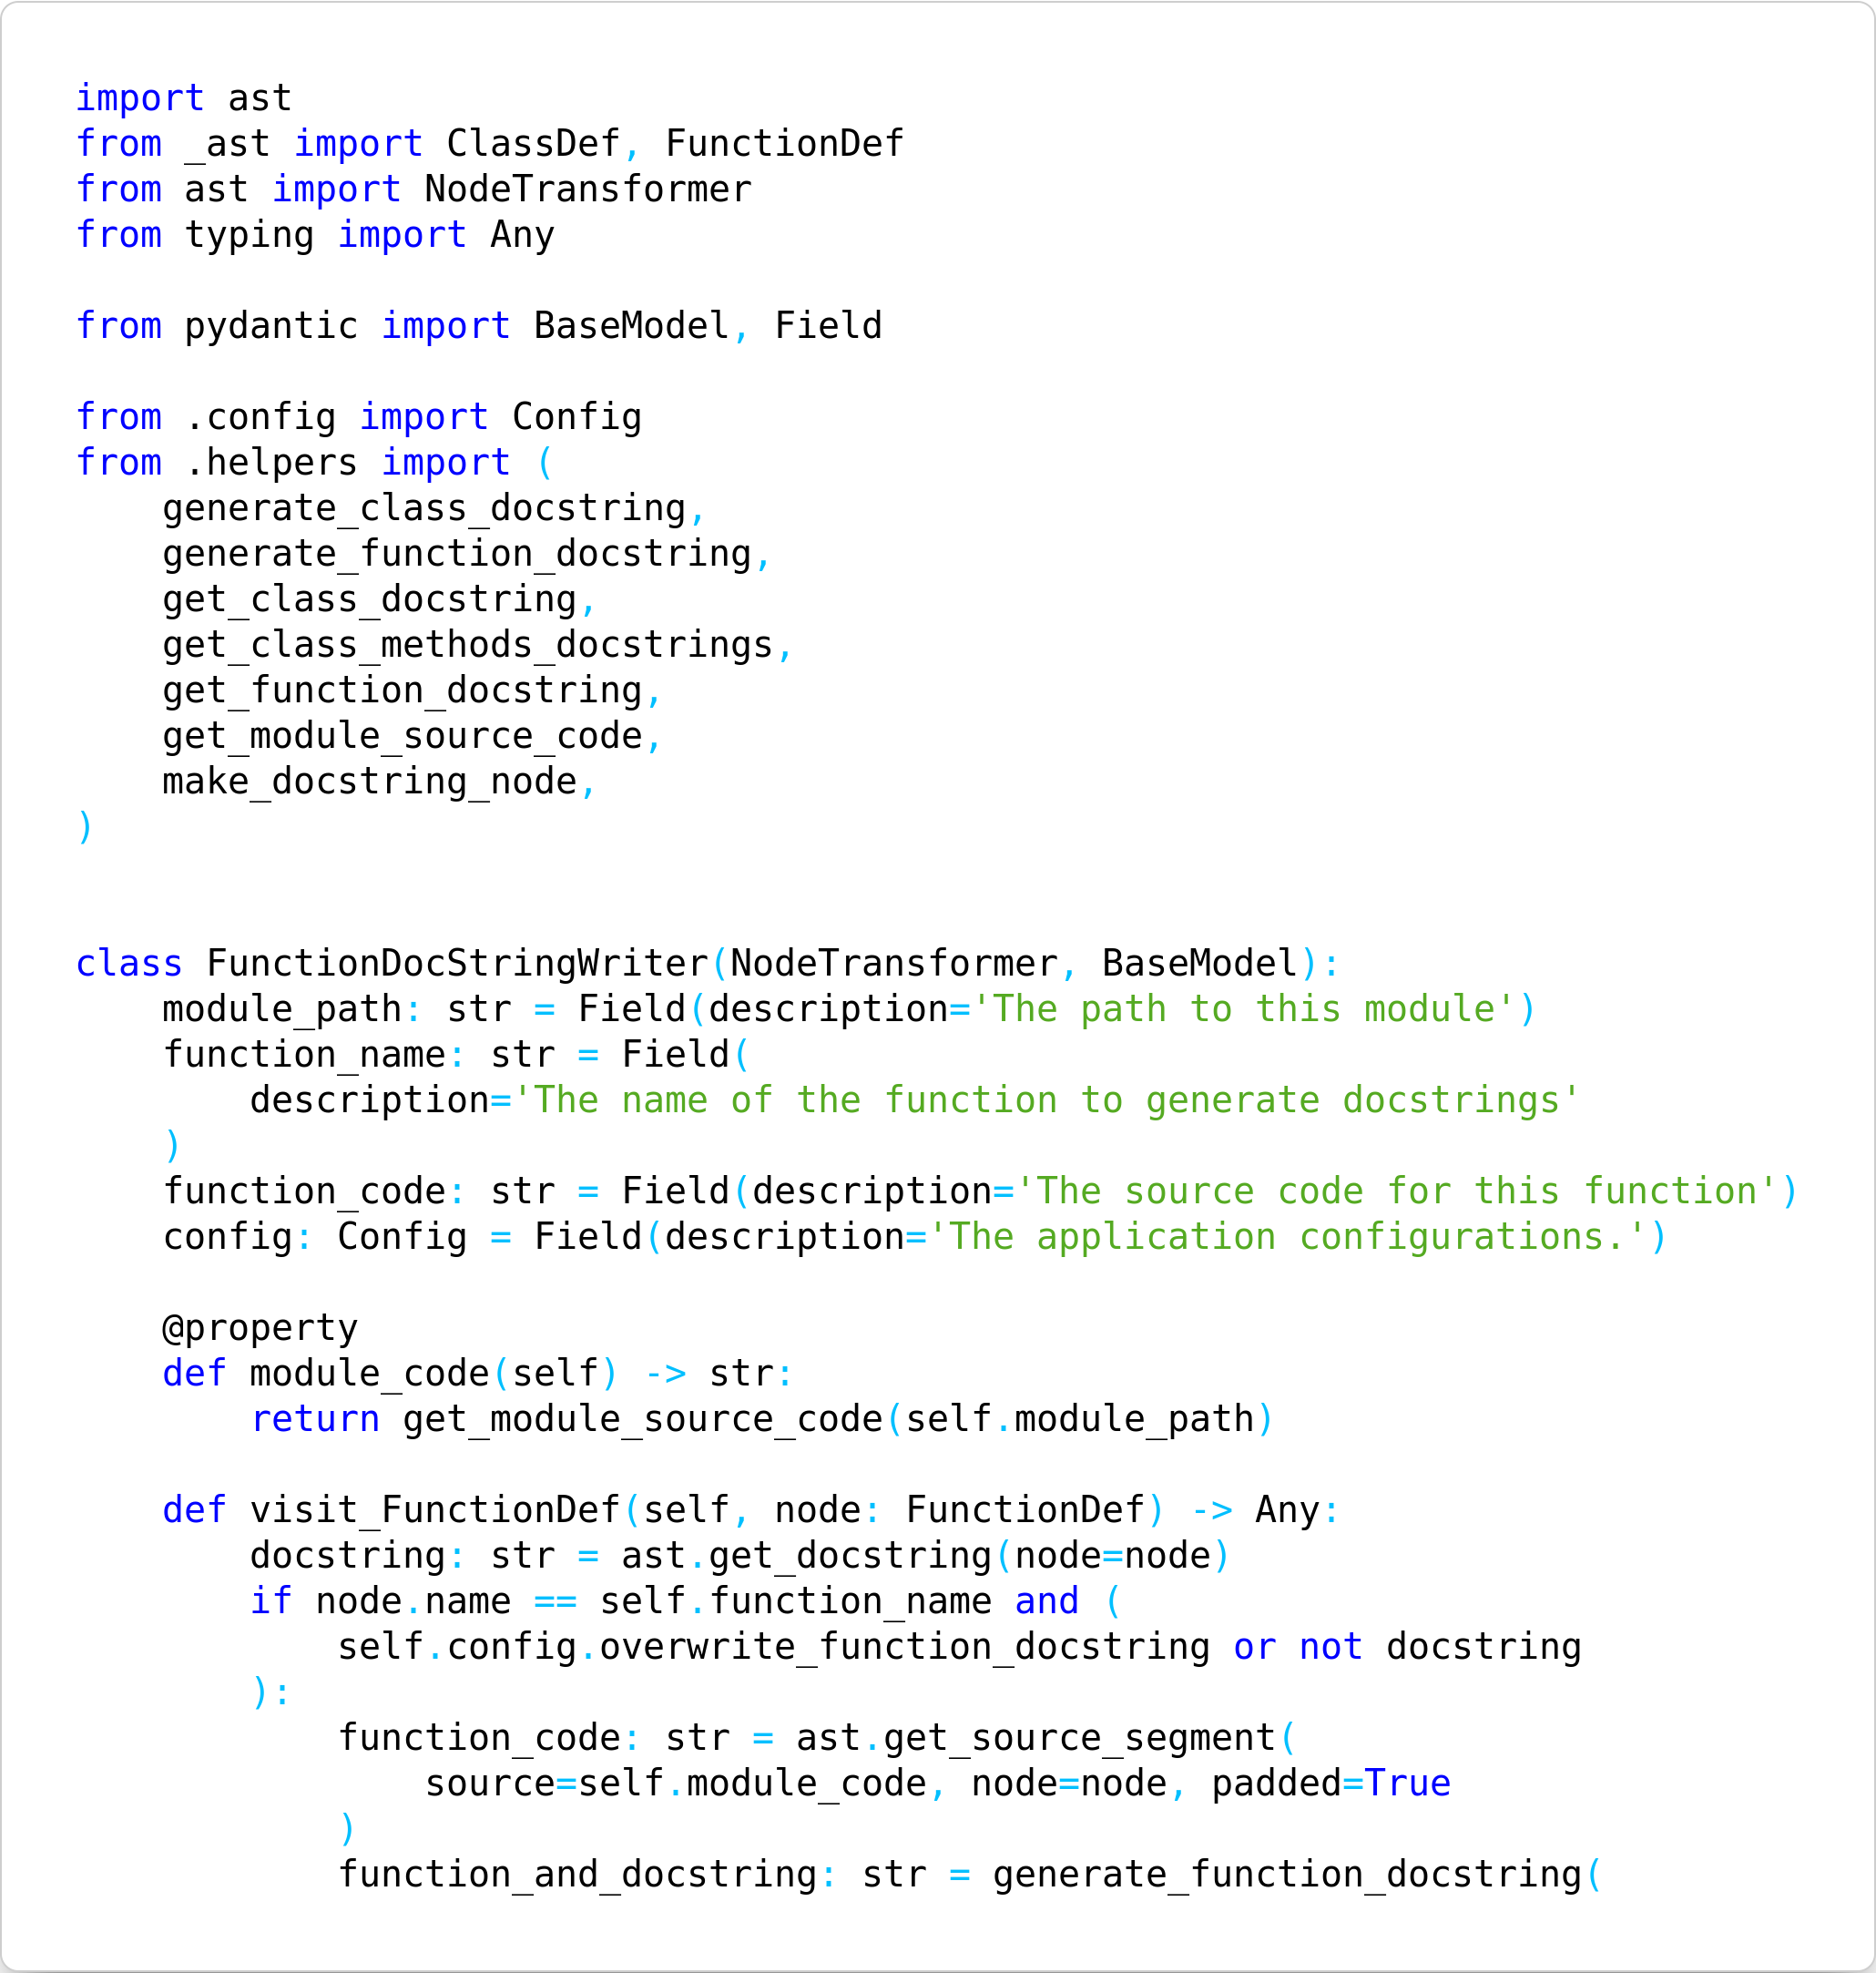 import ast
from _ast import ClassDef, FunctionDef
from ast import NodeTransformer
from typing import Any

from pydantic import BaseModel, Field

from .config import Config
from .helpers import (
    generate_class_docstring,
    generate_function_docstring,
    get_class_docstring,
    get_class_methods_docstrings,
    get_function_docstring,
    get_module_source_code,
    make_docstring_node,
)


class FunctionDocStringWriter(NodeTransformer, BaseModel):
    module_path: str = Field(description='The path to this module')
    function_name: str = Field(
        description='The name of the function to generate docstrings'
    )
    function_code: str = Field(description='The source code for this function')
    config: Config = Field(description='The application configurations.')

    @property
    def module_code(self) -> str:
        return get_module_source_code(self.module_path)

    def visit_FunctionDef(self, node: FunctionDef) -> Any:
        docstring: str = ast.get_docstring(node=node)
        if node.name == self.function_name and (
            self.config.overwrite_function_docstring or not docstring
        ):
            function_code: str = ast.get_source_segment(
                source=self.module_code, node=node, padded=True
            )
            function_and_docstring: str = generate_function_docstring(